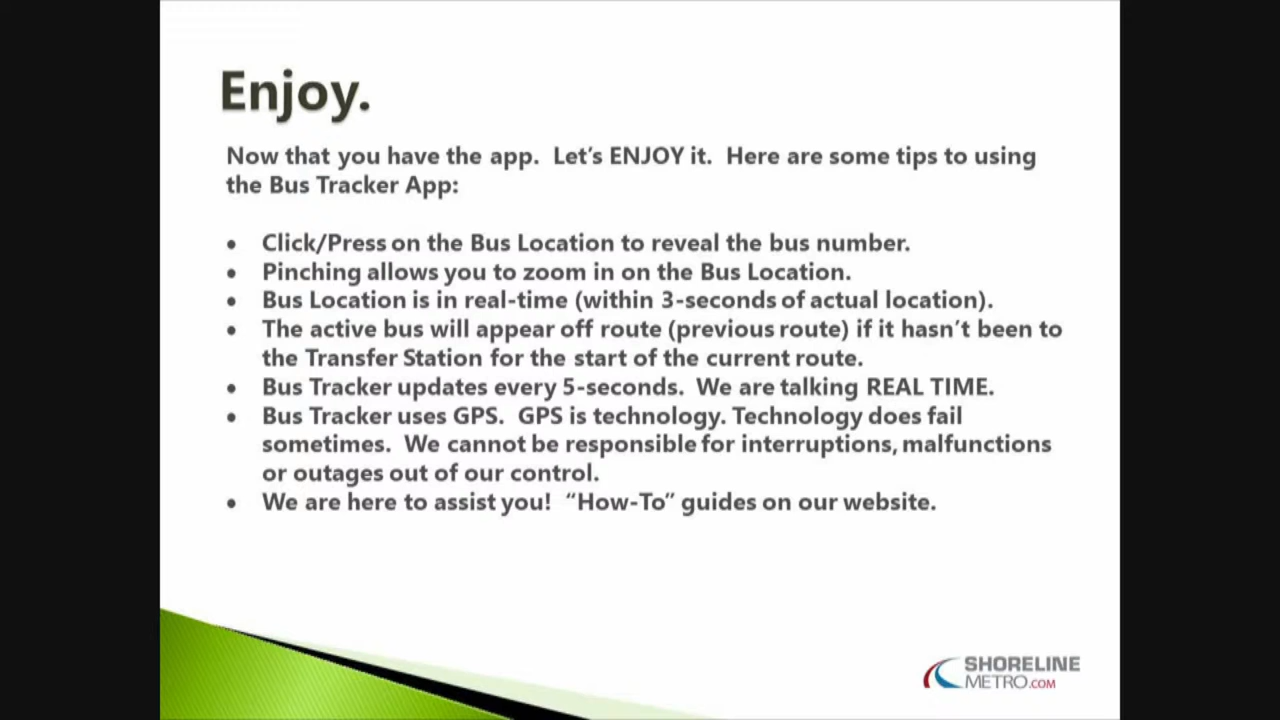 Enjoy.
Now that you have the app.  Let's ENJOY it.  Here are some tips to using
the Bus Tracker App:
• Click/Press on the Bus Location to reveal the bus number.
• Pinching allows you to zoom in on the Bus Location.
• Bus Location is in real-time (within 3-seconds of actual location).
• The active bus will appear off route (previous route) if it hasn't been to
the Transfer Station for the start of the current route.
• Bus Tracker updates every 5-seconds.  We are talking REAL TIME.
• Bus Tracker uses GPS.  GPS is technology. Technology does fail
sometimes.  We cannot be responsible for interruptions, malfunctions
or outages out of our control.
• We are here to assist you!  “How-To” guides on our website.
SHORELINE
METRO.COM